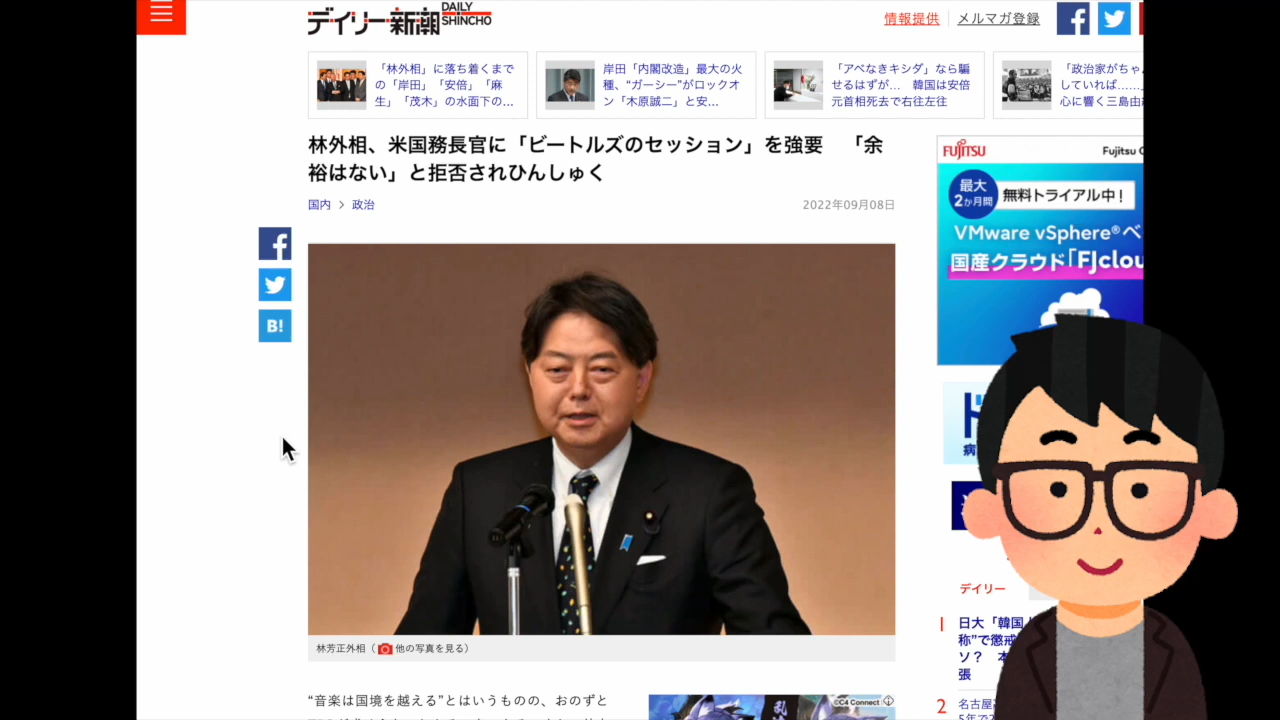 デイリー新潮 DAILY SHINCHO
情報提供
メルマガ登録
「林外相」に落ち着くまで
の「岸田」「安倍」「麻
生」「茂木」の水面下の...
岸田「内閣改造」最大の火
種、“ガーシー”がロックオ
ン「木原誠二」と安...
「アベなきキシダ」なら騙
せるはずが… 韓国は安倍
元首相死去で右往左往
「政治家がちゃん
していれば……」
心に響く三島由
林外相、米国務長官に「ビートルズのセッション」を強要 「余
裕はない」と拒否されひんしゅく
国内 > 政治
2022年09月08日
B!
FUJITSU
Fujitsu C
最大
2か月間
無料トライアル中!
VMware vSphere®ベ
国産クラウド「FJclou
病
林芳正外相（他の写真を見る）
“音楽は国境を越える”とはいうものの、おのずと
©C4 Connect
デイリー
1
日大「韓国
称”で懲戒
ソ?
張
2
名古屋